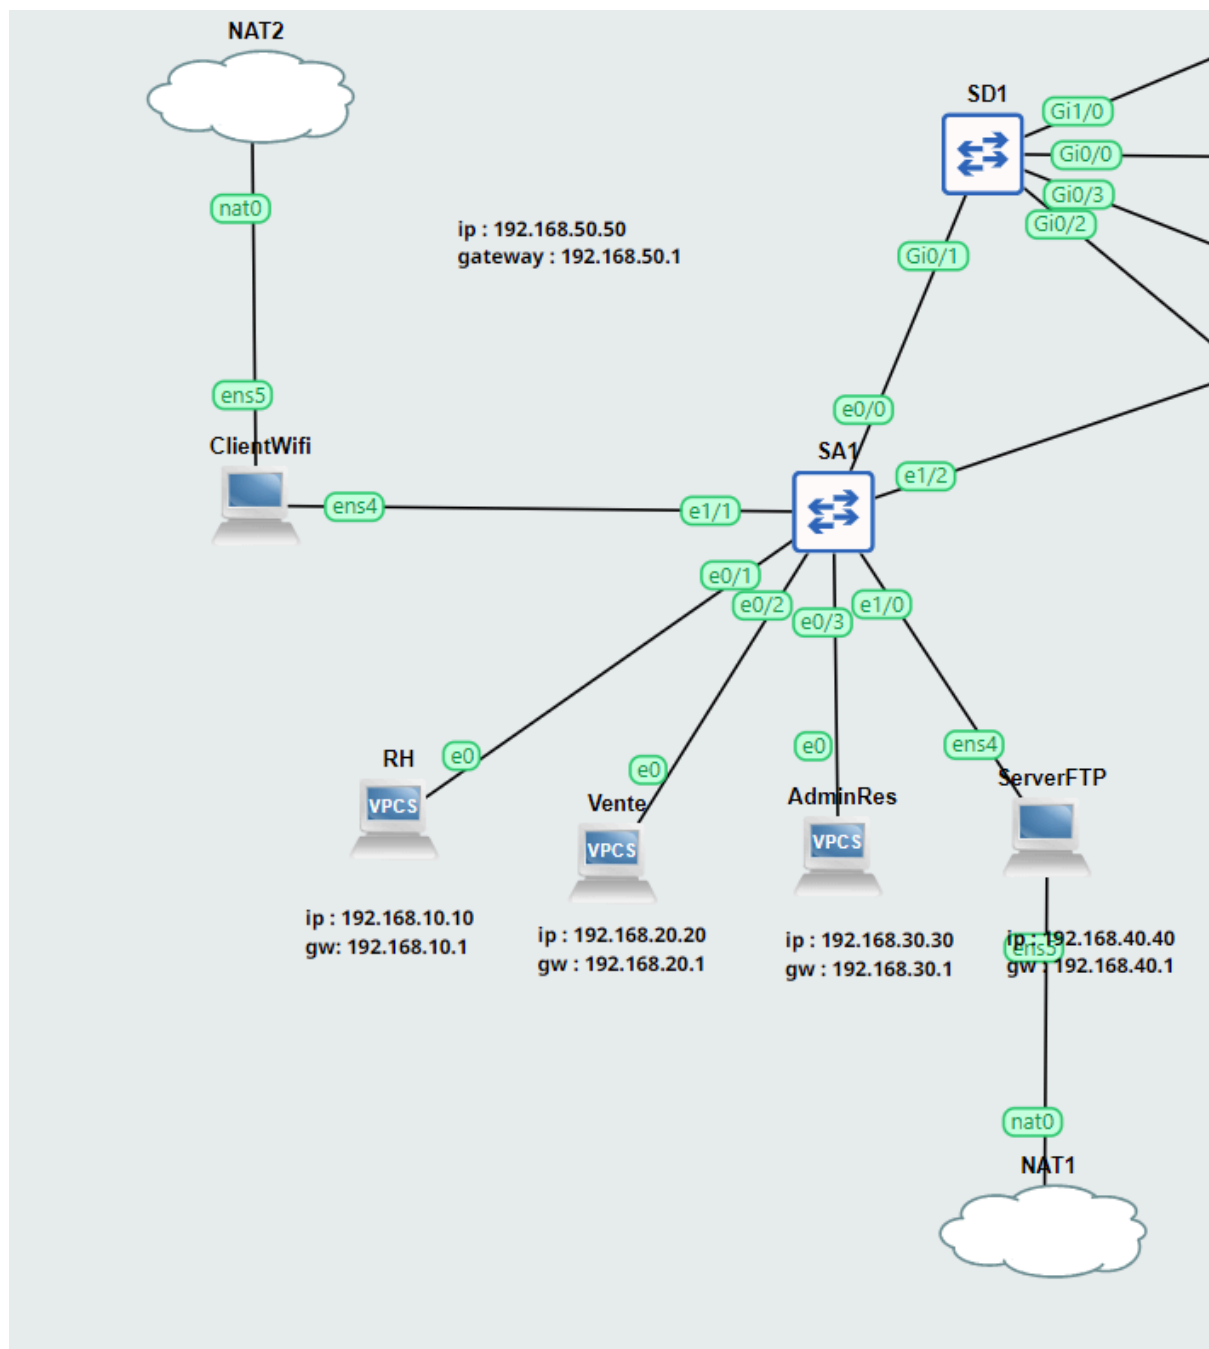 NAT2
SD1
Gi1/0
Gi0/0
Gi0/3
Gi0/2
nat0
ip : 192.168.50.50
gateway : 192.168.50.1
Gi0/1
ens5
e0/0
ClientWifi
SA1
e1/2
ens4
e1/1
e0/1
e0/2
e0/3
e1/0
RH
e0
e0
e0
ens4
VPCS
Vente
AdminRes
ServerFTP
VPCS
VPCS
ip : 192.168.10.10
gw: 192.168.10.1
ip : 192.168.20.20
gw : 192.168.20.1
ip : 192.168.30.30
gw : 192.168.30.1
ip : 192.168.40.40
ens5
gw : 192.168.40.1
nat0
NAT1